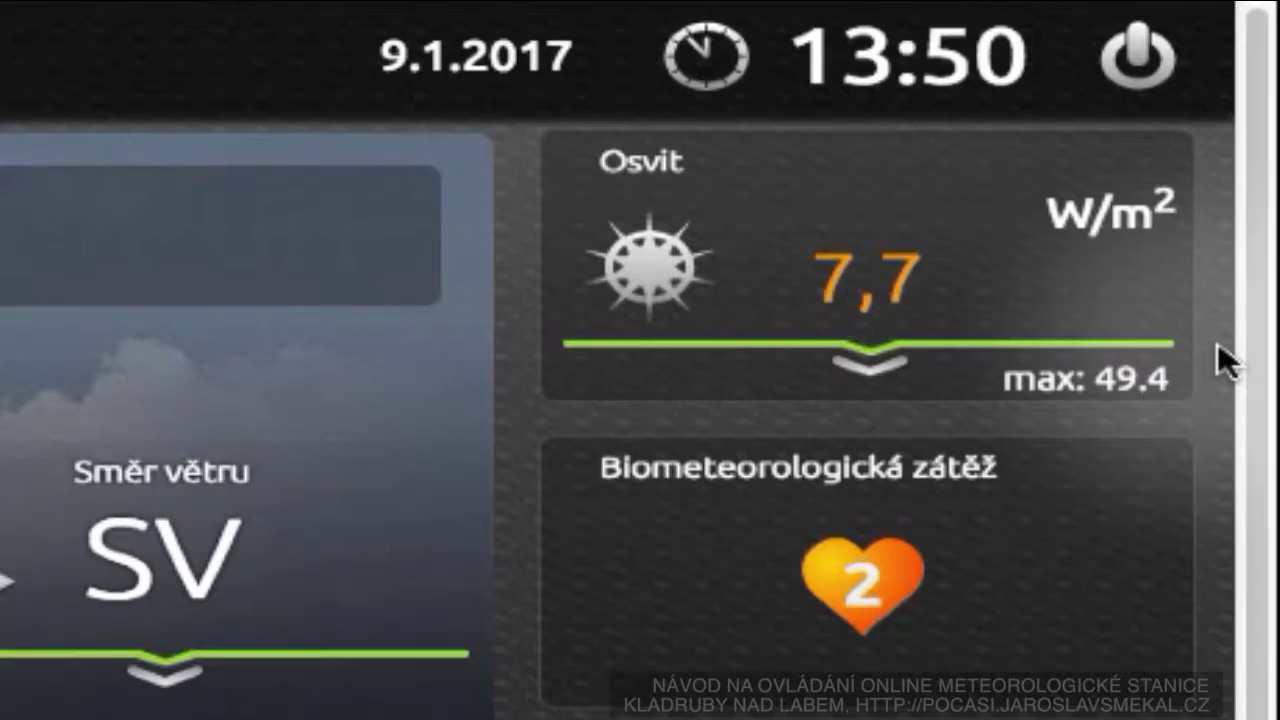 9.1.2017
13:50
Osvit
W/m²
7,7
max: 49.4
Směr větru
SV
Biometeorologická zátěž
2
NÁVOD NA OVLÁDÁNÍ ONLINE METEOROLOGICKÉ STANICE
KLADRUBY NAD LABEM, HTTP://POCASI.JAROSLAVSMEKAL.CZ